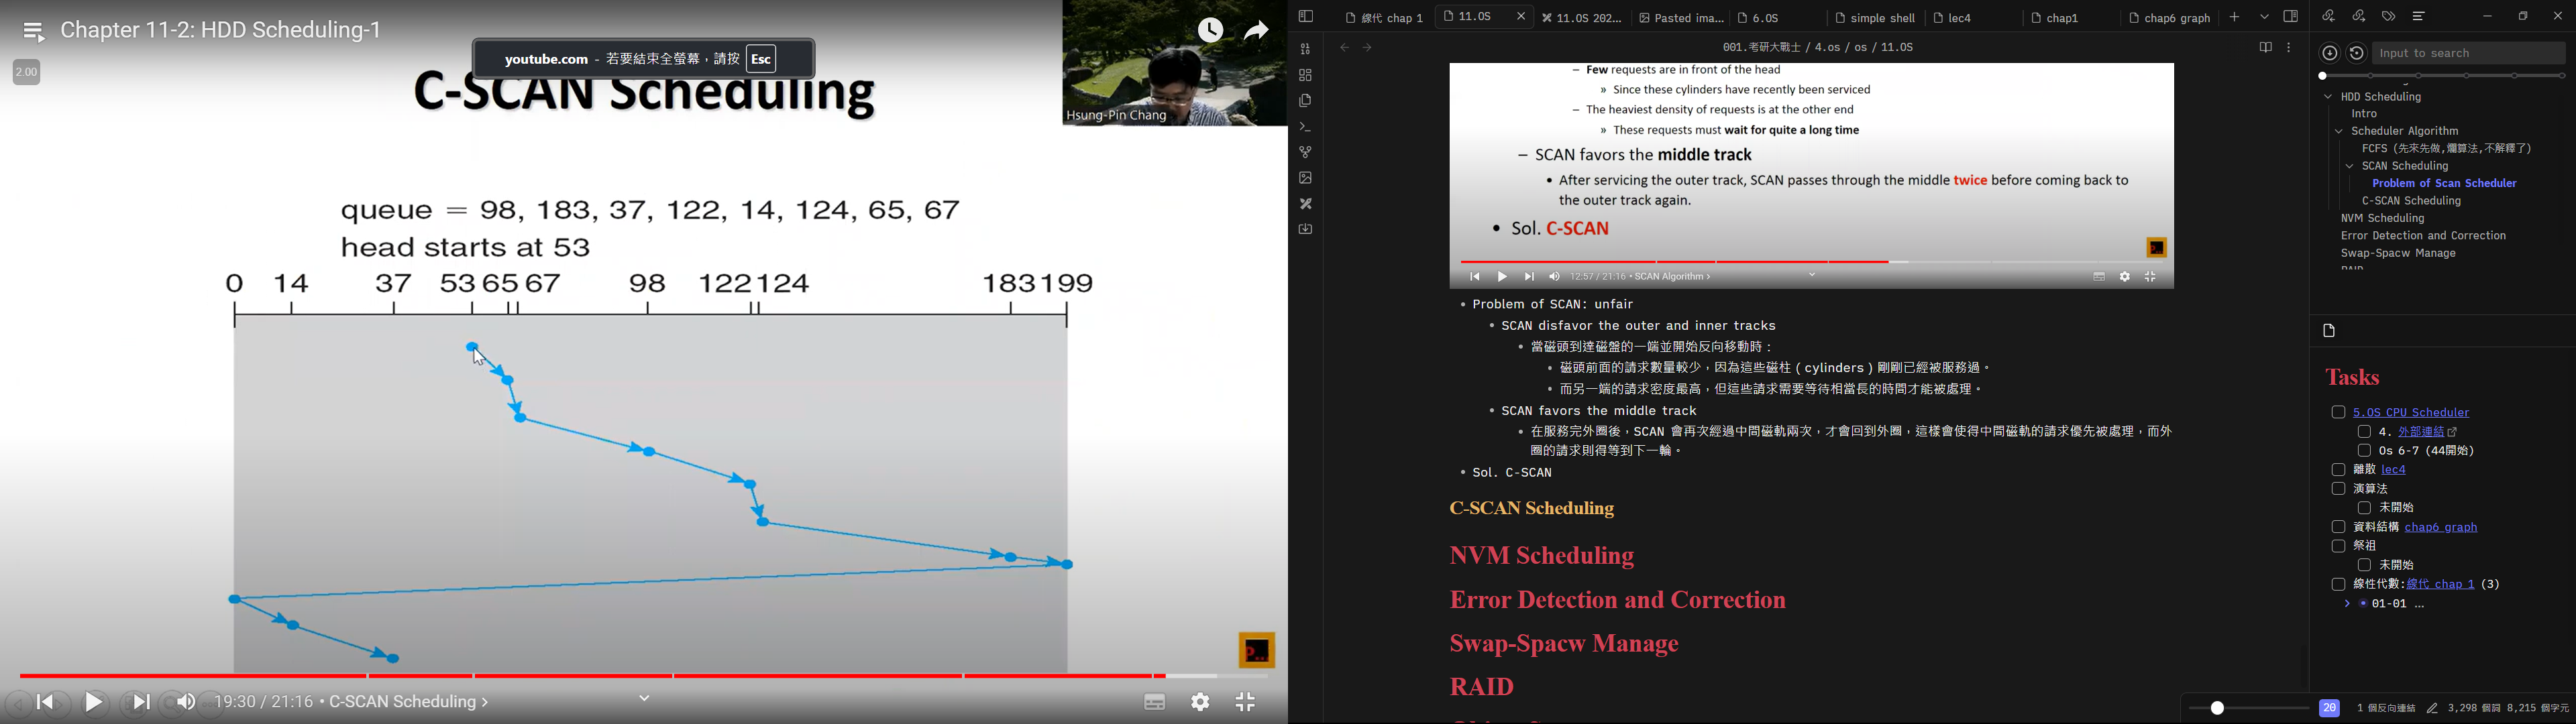 Chapter 11-2: HDD Scheduling-1
2.00
youtube.com - 若要結束全螢幕，請按 Esc
Hsung-Pin Chang
C-SCAN Scheduling
queue = 98, 183, 37, 122, 14, 124, 65, 67
head starts at 53
0 14 37 53 65 67 98 122 124 183 199
P...
19:30 / 21:16 • C-SCAN Scheduling >
線代 chap 1
11.OS
11.OS 202...
Pasted ima...
6.OS
simple shell
lec4
chap1
chap6 graph
001.考研大戰士 / 4.os / os / 11.OS
– Few requests are in front of the head
» Since these cylinders have recently been serviced
– The heaviest density of requests is at the other end
» These requests must wait for quite a long time
– SCAN favors the middle track
• After servicing the outer track, SCAN passes through the middle twice before coming back to
the outer track again.
• Sol. C-SCAN
12:57 / 21:16 • SCAN Algorithm >
• Problem of SCAN: unfair
• SCAN disfavor the outer and inner tracks
• 當磁頭到達磁盤的一端並開始反向移動時：
• 磁頭前面的請求數量較少，因為這些磁柱（cylinders）剛剛已經被服務過。
• 而另一端的請求密度最高，但這些請求需要等待相當長的時間才能被處理。
• SCAN favors the middle track
• 在服務完外圈後，SCAN 會再次經過中間磁軌兩次，才會回到外圈，這樣會使得中間磁軌的請求優先被處理，而外
圈的請求則得等到下一輪。
• Sol. C-SCAN
C-SCAN Scheduling
NVM Scheduling
Error Detection and Correction
Swap-Spacw Manage
RAID
Input to search
HDD Scheduling
Intro
Scheduler Algorithm
FCFS (先來先做,爛算法,不解釋了)
SCAN Scheduling
Problem of Scan Scheduler
C-SCAN Scheduling
NVM Scheduling
Error Detection and Correction
Swap-Spacw Manage
RAID
Tasks
5.OS CPU Scheduler
4. 外部連結
Os 6-7 (44開始)
離散 lec4
演算法
未開始
資料結構 chap6 graph
祭祖
未開始
線性代數:線代 chap 1 (3)
01-01 ...
20
1 個反向連結
3,298 個詞 8,215 個字元